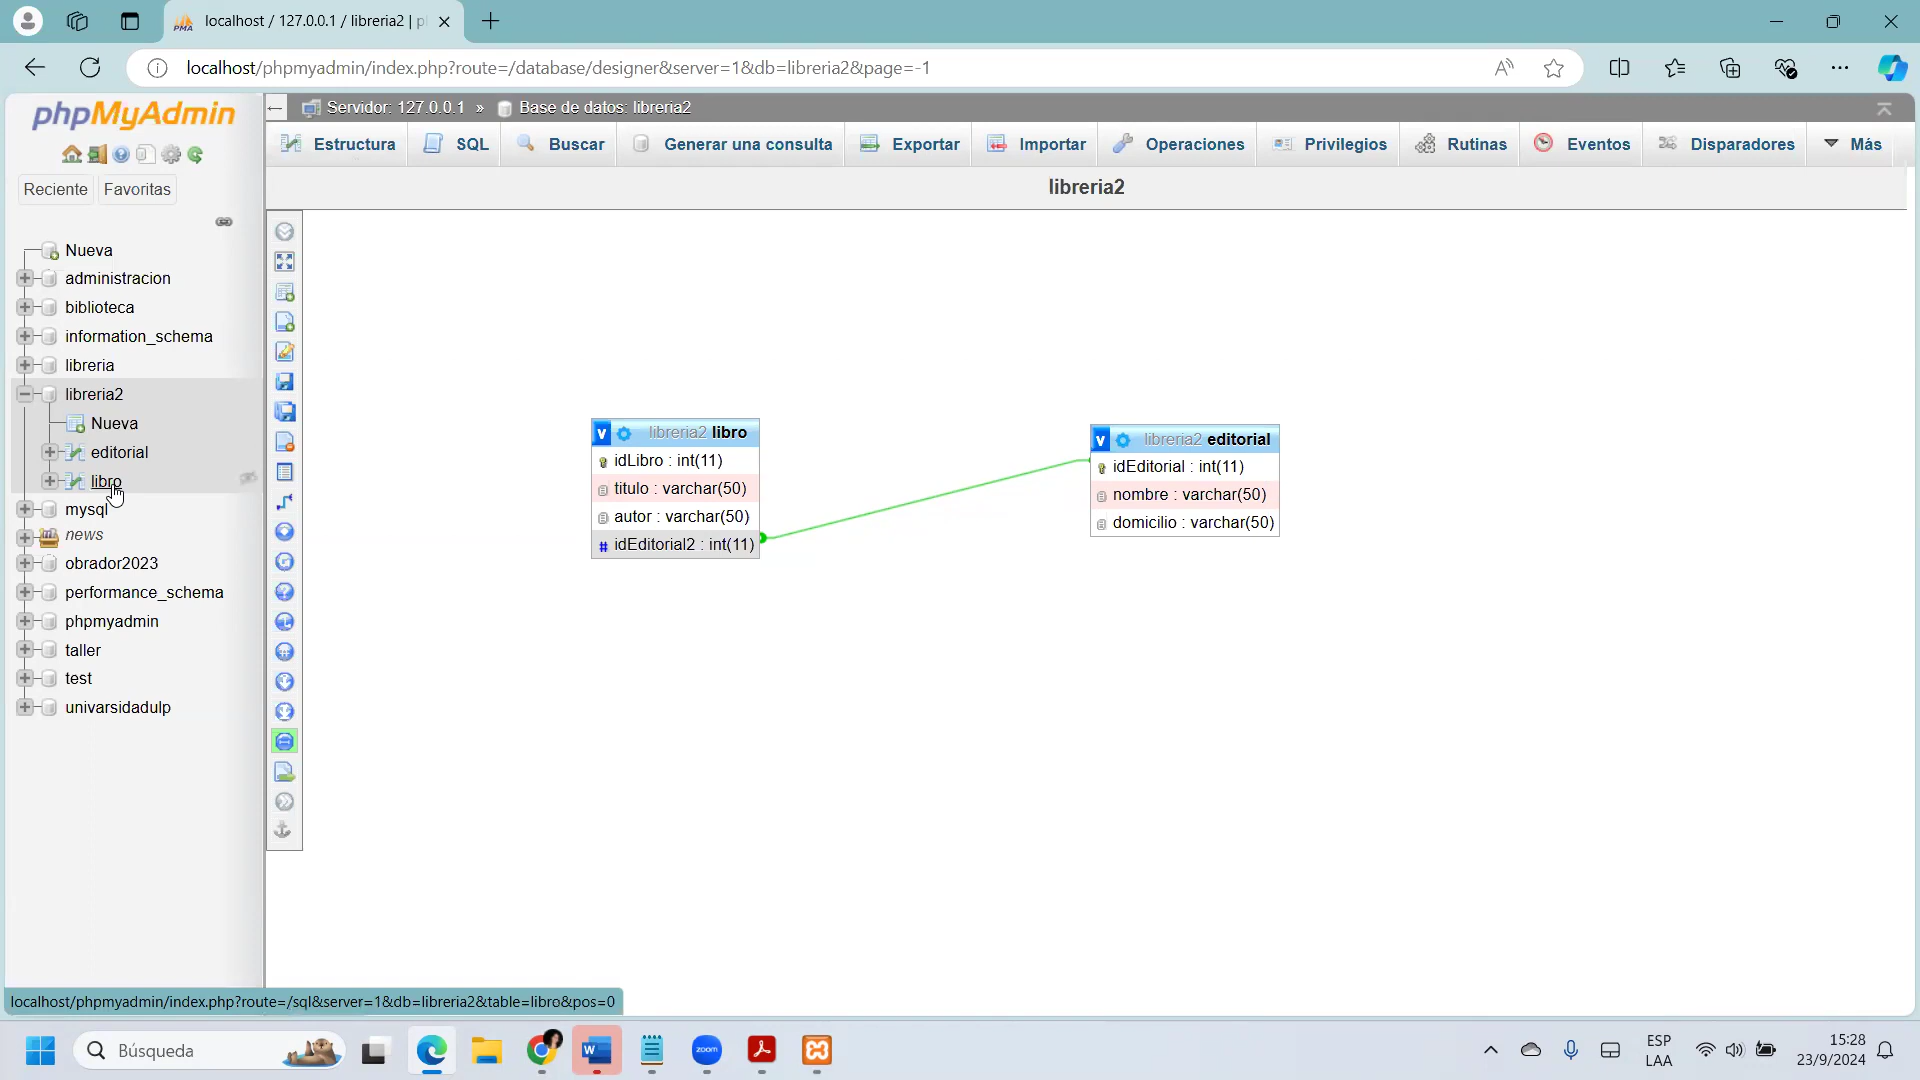 localhost / 127.0.0.1 / libreria2 | p
localhost/phpmyadmin/index.php?route=/database/designer&server=1&db=libreria2&page=-1
phpMyAdmin
Reciente
Favoritas
Nueva
administracion
biblioteca
information_schema
libreria
libreria2
Nueva
editorial
libro
mysql
news
obrador2023
performance_schema
phpmyadmin
taller
test
univarsidadulp
Servidor: 127.0.0.1 » Base de datos: libreria2
Estructura
SQL
Buscar
Generar una consulta
Exportar
Importar
Operaciones
Privilegios
Rutinas
Eventos
Disparadores
Más
libreria2
v libreria2 libro
idLibro : int(11)
titulo : varchar(50)
autor : varchar(50)
# idEditorial2 : int(11)
v libreria2 editorial
idEditorial : int(11)
nombre : varchar(50)
domicilio : varchar(50)
localhost/phpmyadmin/index.php?route=/sql&server=1&db=libreria2&table=libro&pos=0
Búsqueda
zoom
ESP
LAA
15:28
23/9/2024